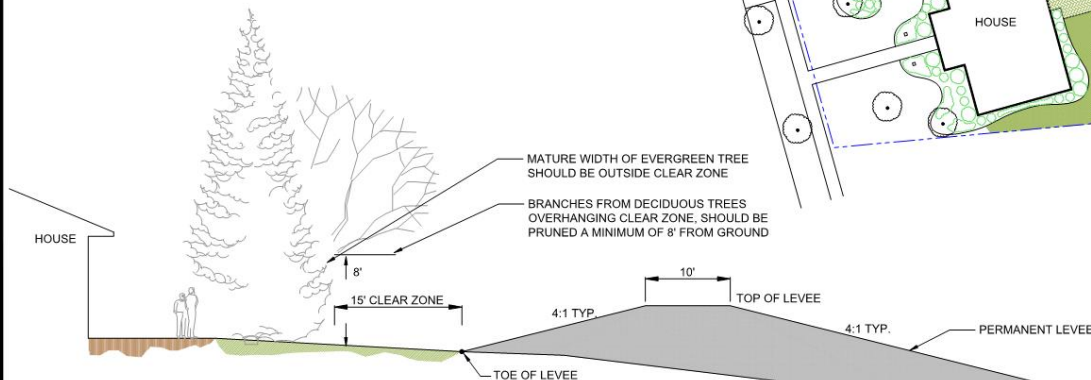 HOUSE
MATURE WIDTH OF EVERGREEN TREE
SHOULD BE OUTSIDE CLEAR ZONE
BRANCHES FROM DECIDUOUS TREES
OVERHANGING CLEAR ZONE, SHOULD BE
PRUNED A MINIMUM OF 8' FROM GROUND
HOUSE
8'
15' CLEAR ZONE
10'
TOP OF LEVEE
4:1 TYP.
4:1 TYP.
PERMANENT LEVEE
TOE OF LEVEE